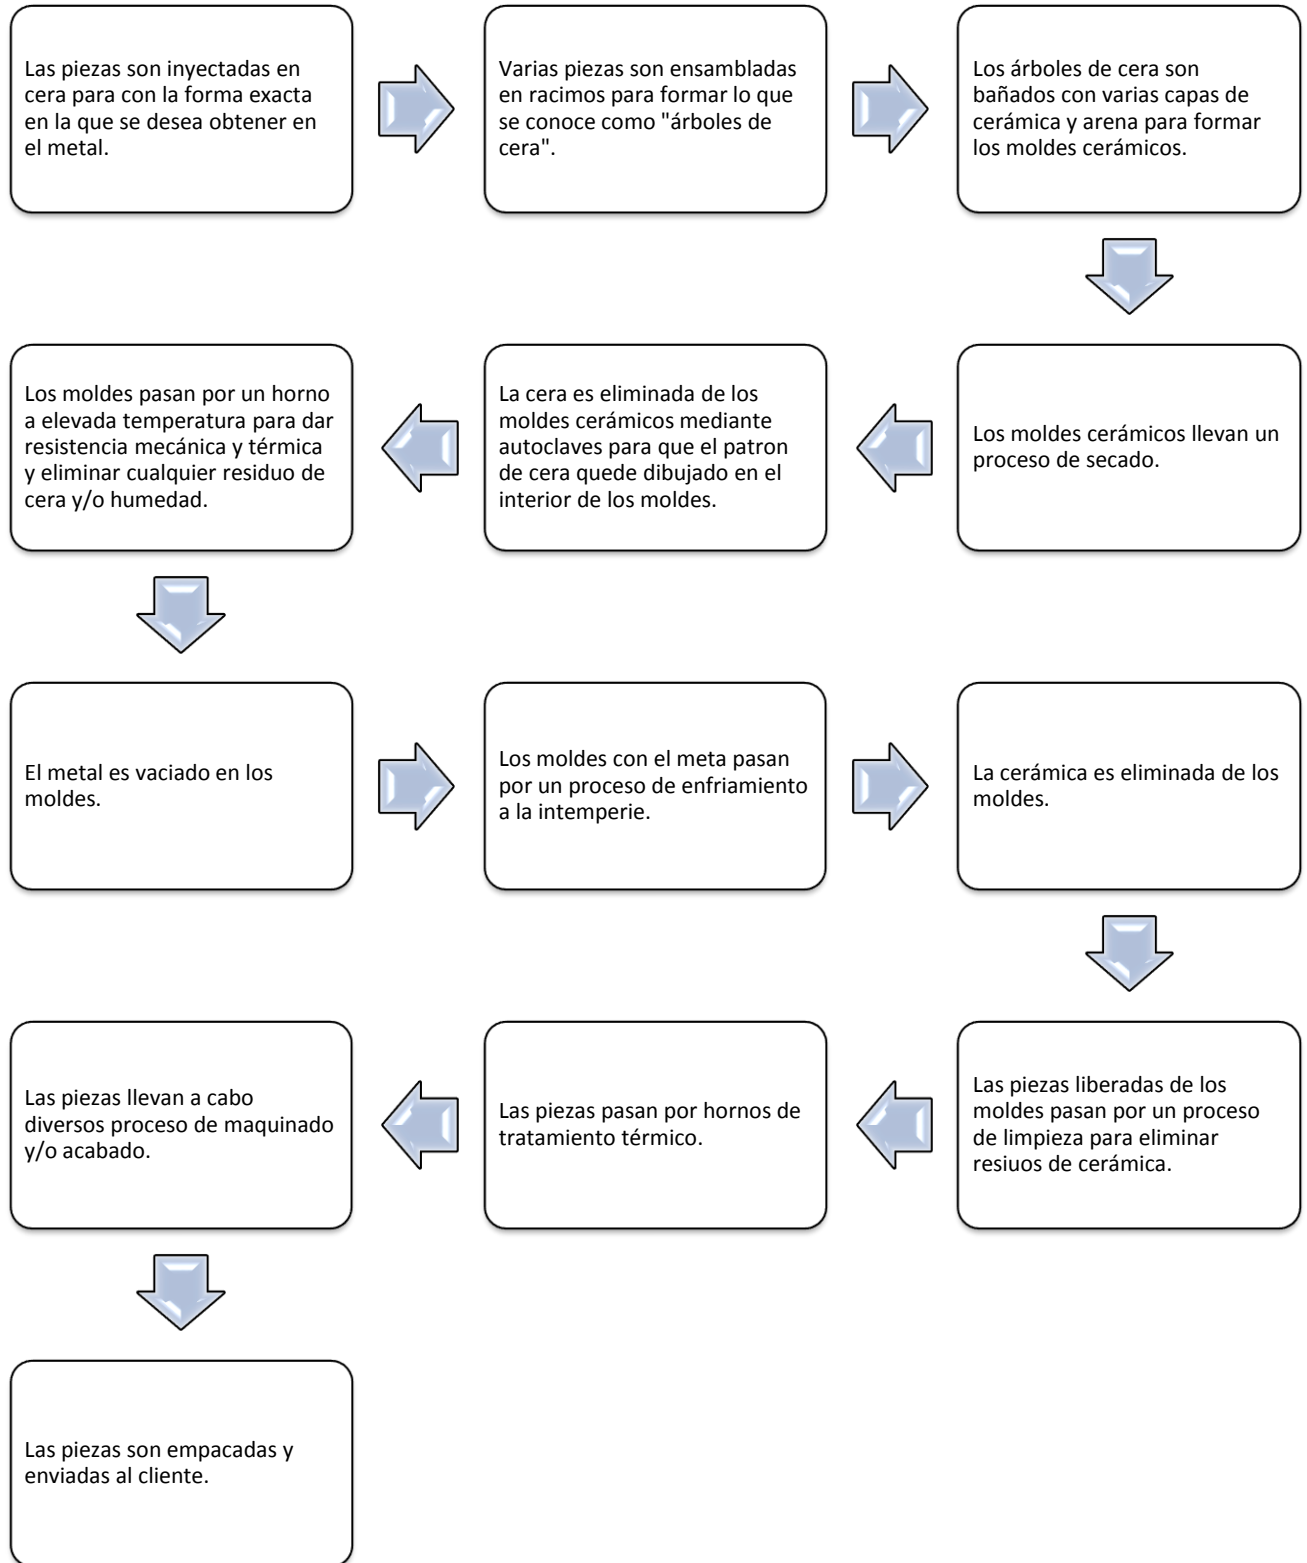 Las piezas son inyectadas en
cera para con la forma exacta
en la que se desea obtener en
el metal.
Varias piezas son ensambladas
en racimos para formar lo que
se conoce como "árboles de
cera".
Los árboles de cera son
bañados con varias capas de
cerámica y arena para formar
los moldes cerámicos.
Los moldes cerámicos llevan un
proceso de secado.
La cera es eliminada de los
moldes cerámicos mediante
autoclaves para que el patron
de cera quede dibujado en el
interior de los moldes.
Los moldes pasan por un horno
a elevada temperatura para dar
resistencia mecánica y térmica
y eliminar cualquier residuo de
cera y/o humedad.
El metal es vaciado en los
moldes.
Los moldes con el meta pasan
por un proceso de enfriamiento
a la intemperie.
La cerámica es eliminada de los
moldes.
Las piezas liberadas de los
moldes pasan por un proceso
de limpieza para eliminar
resiuos de cerámica.
Las piezas pasan por hornos de
tratamiento térmico.
Las piezas llevan a cabo
diversos proceso de maquinado
y/o acabado.
Las piezas son empacadas y
enviadas al cliente.